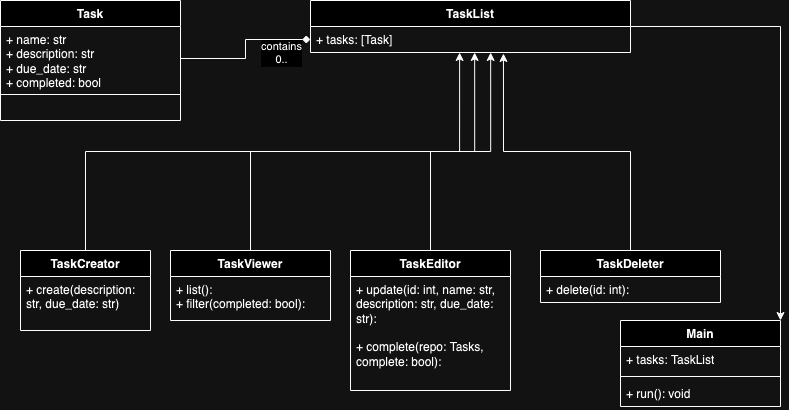 Task
+ name: str
+ description: str
+ due_date: str
+ completed: bool
contains
0..
TaskList
+ tasks: [Task]
TaskCreator
+ create(description:
str, due_date: str)
TaskViewer
+ list():
+ filter(completed: bool):
TaskEditor
+ update(id: int, name: str,
description: str, due_date:
str):
+ complete(repo: Tasks,
complete: bool):
TaskDeleter
+ delete(id: int):
Main
+ tasks: TaskList
+ run(): void